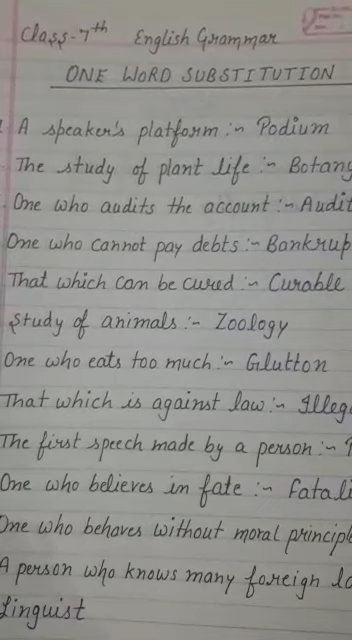 Class-7th English Grammar
ONE WORD SUBSTITUTION
A speaker's platform :- Podium
The study of plant life :- Botany
One who audits the account :- Audit
One who cannot pay debts :- Bankrup
That which can be cured :- Curable
Study of animals :- Zoology
One who eats too much :- Glutton
That which is against law :- Illeg
The first speech made by a person :-
One who believes in fate :- Fatali
One who behaves without moral principle
A person who knows many foreign la
Linguist